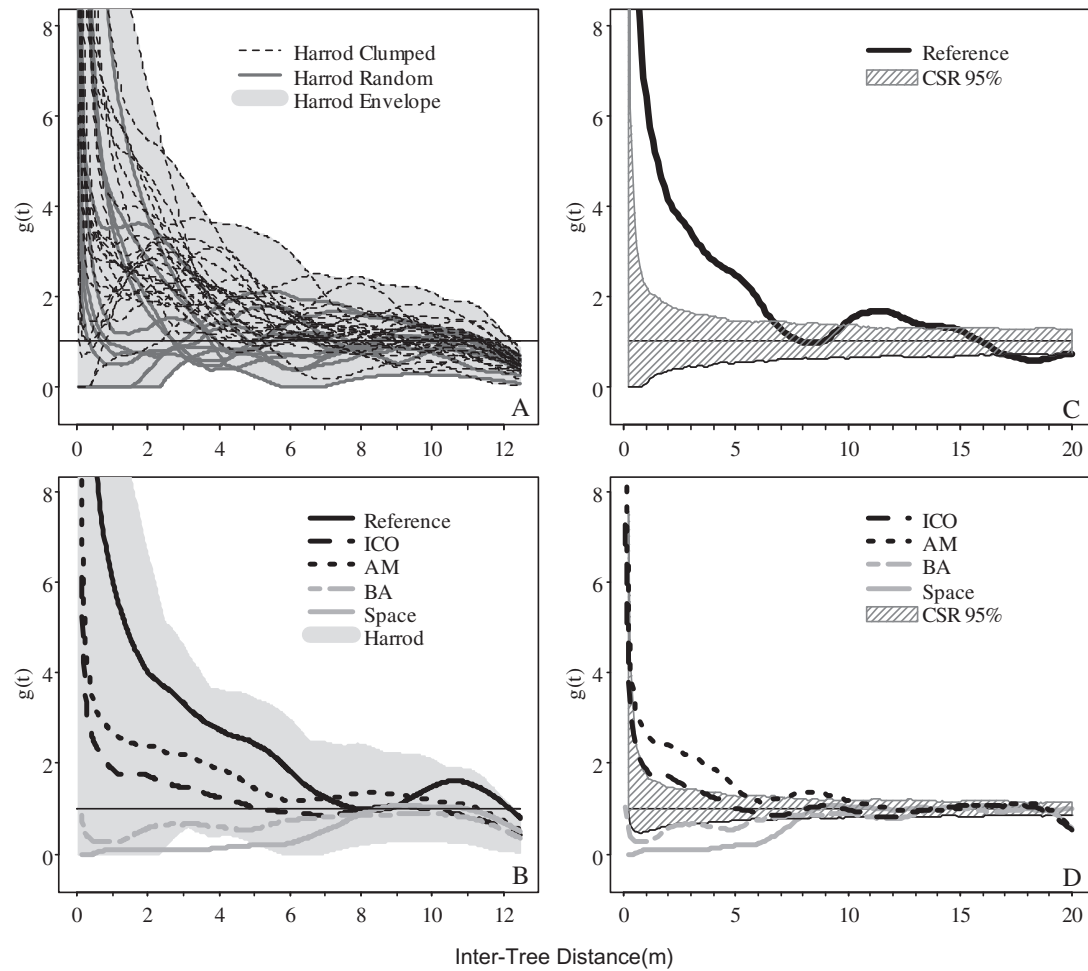 8
6
4
2
0
g(t)
Harrod Clumped
Harrod Random
Harrod Envelope
A
0 2 4 6 8 10 12
8
6
4
2
0
g(t)
Reference
CSR 95%
C
0 5 10 15 20
8
6
4
2
0
g(t)
Reference
ICO
AM
BA
Space
Harrod
B
0 2 4 6 8 10 12
8
6
4
2
0
g(t)
ICO
AM
BA
Space
CSR 95%
D
0 5 10 15 20
Inter-Tree Distance(m)